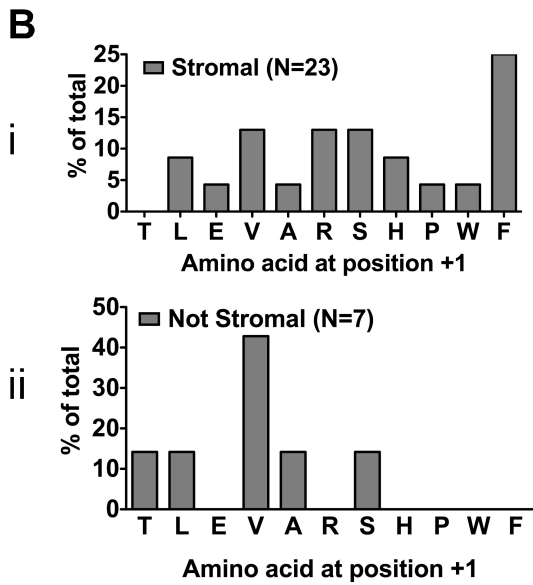 B
i
Stromal (N=23)
% of total
25
20
15
10
5
0
T L E V A R S H P W F
Amino acid at position +1
ii
Not Stromal (N=7)
% of total
50
40
30
20
10
0
T L E V A R S H P W F
Amino acid at position +1